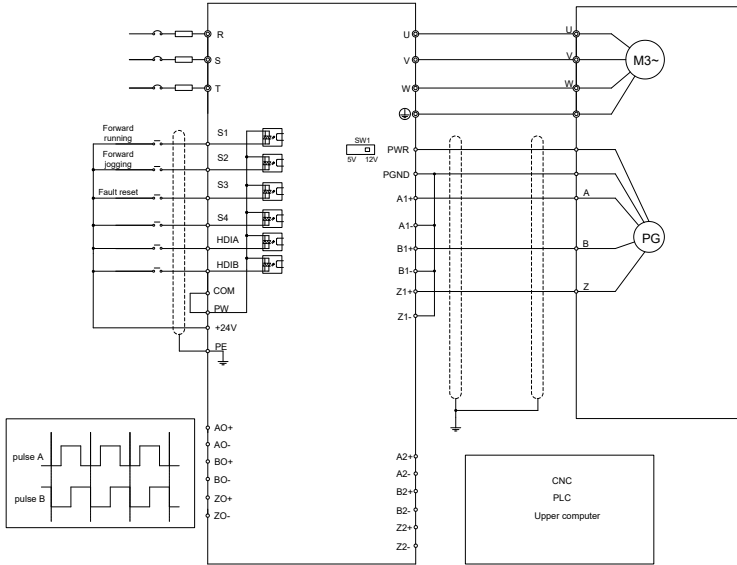 R
S
T
U
V
W
U
V
W
M3~
Forward
running
Forward
jogging
Fault reset
S1
S2
S3
S4
HDIA
HDIB
COM
PW
+24V
PE
SW1
5V 12V
PWR
PGND
A1+
A1-
B1+
B1-
Z1+
Z1-
A
B
Z
PG
pulse A
pulse B
AO+
AO-
BO+
BO-
ZO+
ZO-
A2+
A2-
B2+
B2-
Z2+
Z2-
CNC
PLC
Upper computer